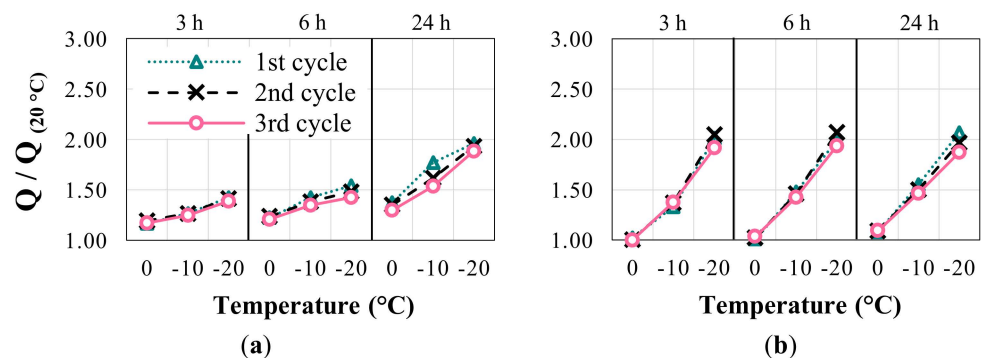 3 h 6 h 24 h
3.00
2.50
2.00
1.50
1.00
Q / Q (20 °C)
1st cycle
2nd cycle
3rd cycle
0 -10 -20 0 -10 -20 0 -10 -20
Temperature (°C)
(a)
3 h 6 h 24 h
3.00
2.50
2.00
1.50
1.00
0 -10 -20 0 -10 -20 0 -10 -20
Temperature (°C)
(b)